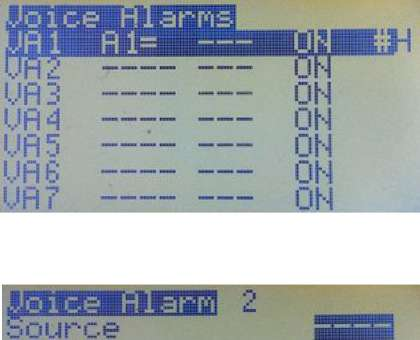 Voice Alarms
VA1 A1= --- ON #H
VA2 ---- --- ON
VA3 ---- --- ON
VA4 ---- --- ON
VA5 ---- --- ON
VA6 ---- --- ON
VA7 ---- --- ON
Voice Alarm 2
Source ----